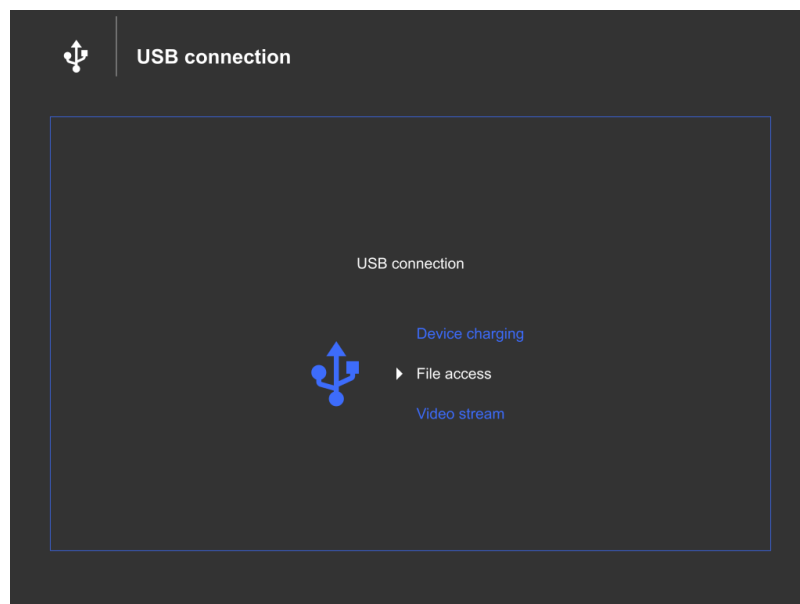 USB connection
USB connection
Device charging
File access
Video stream